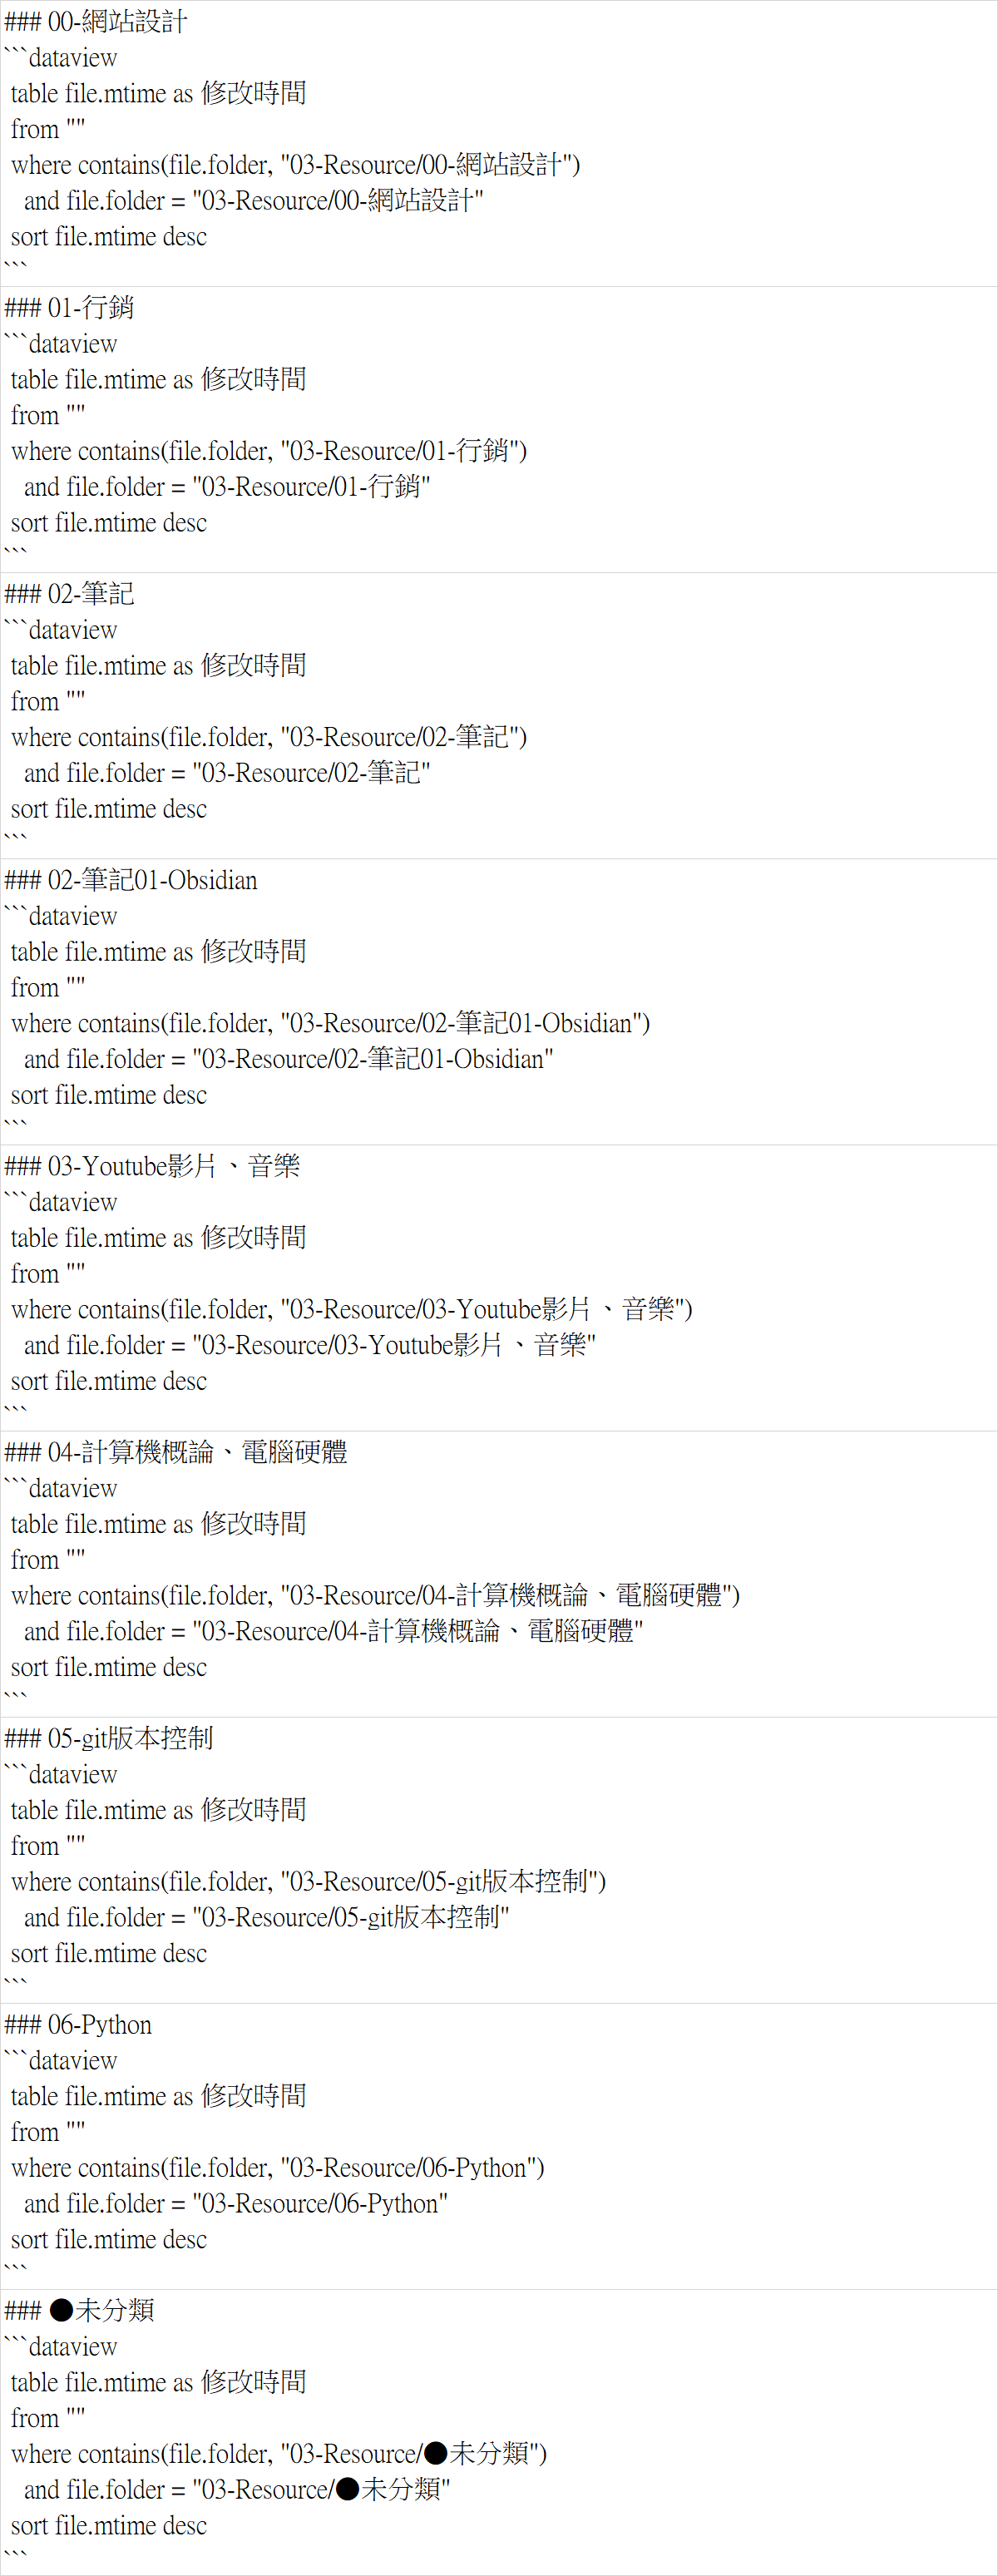 ### 00-網站設計
```dataview
table file.mtime as 修改時間
from ""
where contains(file.folder, "03-Resource/00-網站設計")
and file.folder = "03-Resource/00-網站設計"
sort file.mtime desc
```
### 01-行銷
```dataview
table file.mtime as 修改時間
from ""
where contains(file.folder, "03-Resource/01-行銷")
and file.folder = "03-Resource/01-行銷"
sort file.mtime desc
```
### 02-筆記
```dataview
table file.mtime as 修改時間
from ""
where contains(file.folder, "03-Resource/02-筆記")
and file.folder = "03-Resource/02-筆記"
sort file.mtime desc
```
### 02-筆記01-Obsidian
```dataview
table file.mtime as 修改時間
from ""
where contains(file.folder, "03-Resource/02-筆記01-Obsidian")
and file.folder = "03-Resource/02-筆記01-Obsidian"
sort file.mtime desc
```
### 03-Youtube影片、音樂
```dataview
table file.mtime as 修改時間
from ""
where contains(file.folder, "03-Resource/03-Youtube影片、音樂")
and file.folder = "03-Resource/03-Youtube影片、音樂"
sort file.mtime desc
```
### 04-計算機概論、電腦硬體
```dataview
table file.mtime as 修改時間
from ""
where contains(file.folder, "03-Resource/04-計算機概論、電腦硬體")
and file.folder = "03-Resource/04-計算機概論、電腦硬體"
sort file.mtime desc
```
### 05-git版本控制
```dataview
table file.mtime as 修改時間
from ""
where contains(file.folder, "03-Resource/05-git版本控制")
and file.folder = "03-Resource/05-git版本控制"
sort file.mtime desc
```
### 06-Python
```dataview
table file.mtime as 修改時間
from ""
where contains(file.folder, "03-Resource/06-Python")
and file.folder = "03-Resource/06-Python"
sort file.mtime desc
```
### ●未分類
```dataview
table file.mtime as 修改時間
from ""
where contains(file.folder, "03-Resource/●未分類")
and file.folder = "03-Resource/●未分類"
sort file.mtime desc
```